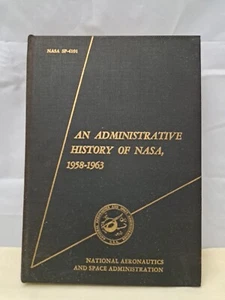 NASA SP-4101
AN ADMINISTRATIVE
HISTORY OF NASA,
1958-1963
NATIONAL AERONAUTICS
AND SPACE ADMINISTRATION